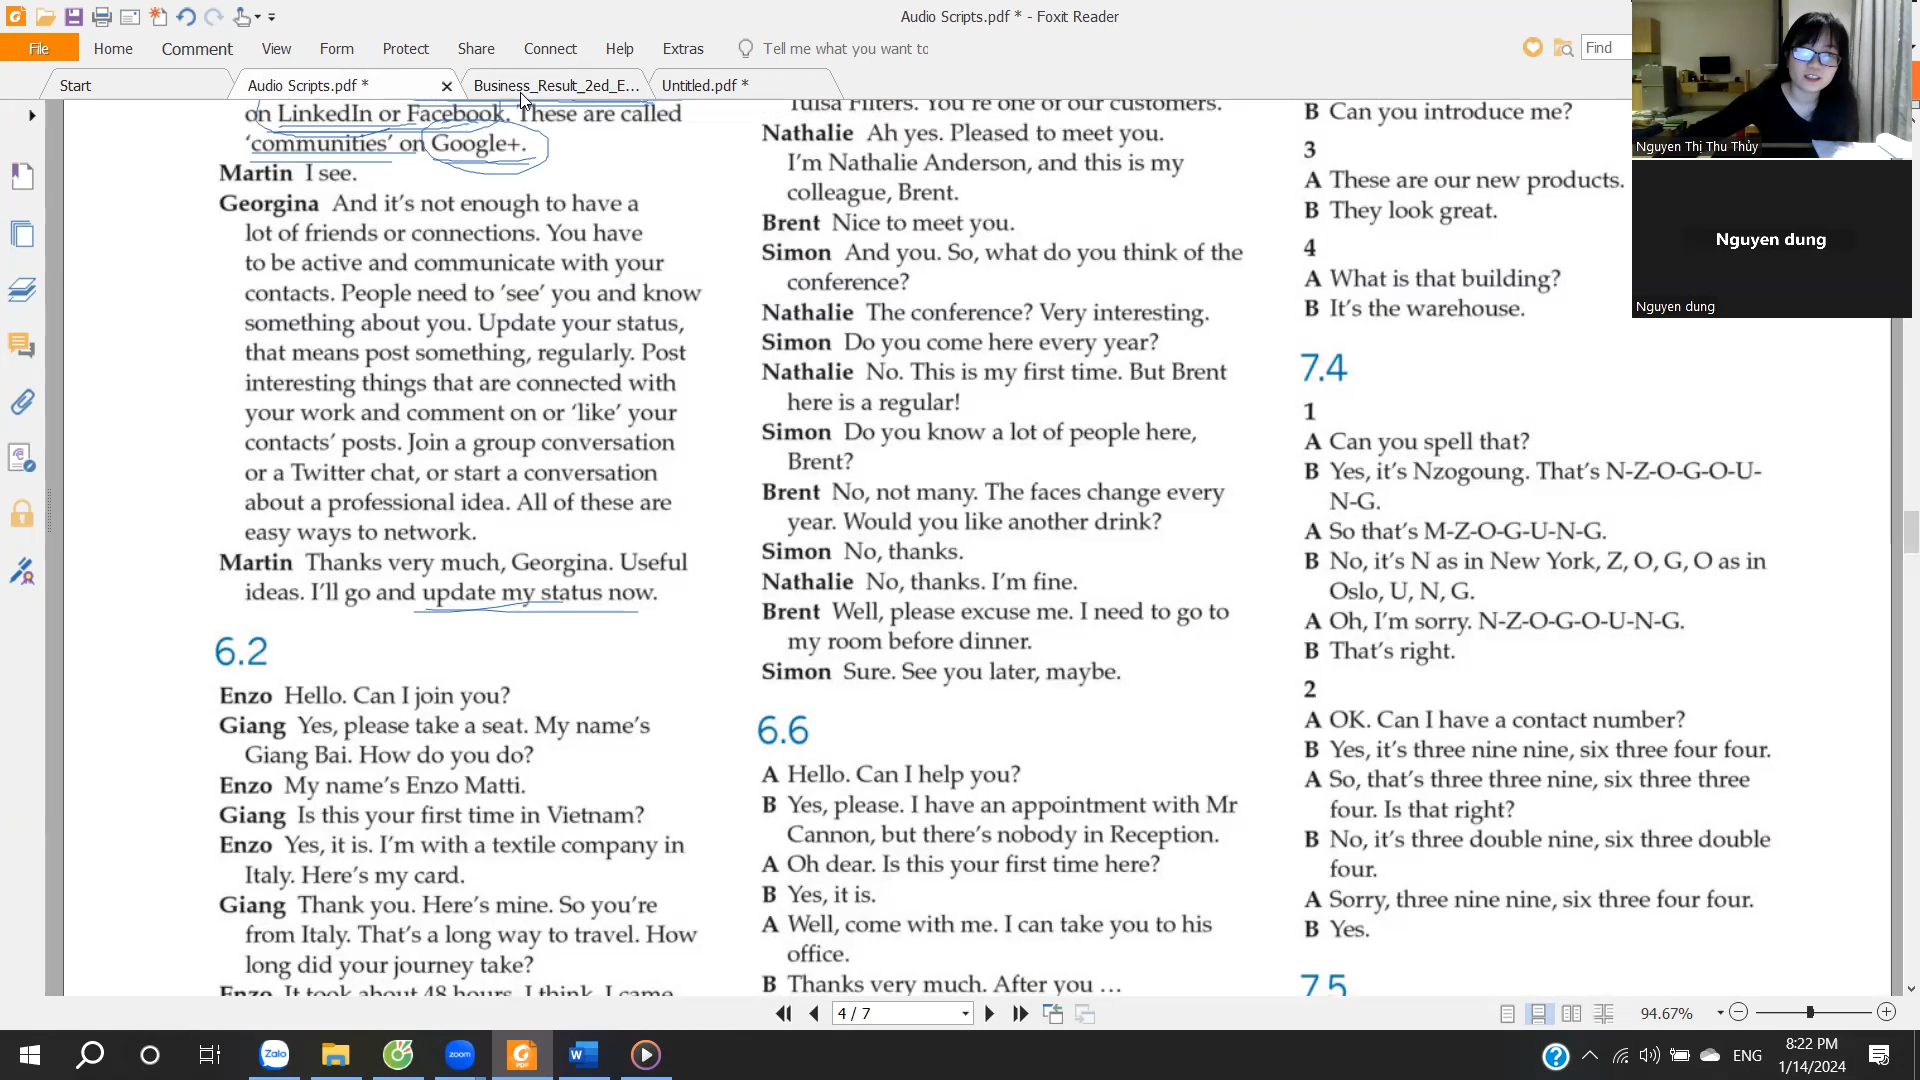 Audio Scripts.pdf * - Foxit Reader
File
Home
Comment
View
Form
Protect
Share
Connect
Help
Extras
Tell me what you want to
Find
Start
Audio Scripts.pdf *
Business_Result_2ed_E...
Untitled.pdf *
on LinkedIn or Facebook. These are called
‘communities’ on Google+.
Martin I see.
Georgina And it’s not enough to have a
lot of friends or connections. You have
to be active and communicate with your
contacts. People need to ‘see’ you and know
something about you. Update your status,
that means post something, regularly. Post
interesting things that are connected with
your work and comment on or ‘like’ your
contacts’ posts. Join a group conversation
or a Twitter chat, or start a conversation
about a professional idea. All of these are
easy ways to network.
Martin Thanks very much, Georgina. Useful
ideas. I’ll go and update my status now.
6.2
Enzo Hello. Can I join you?
Giang Yes, please take a seat. My name’s
Giang Bai. How do you do?
Enzo My name’s Enzo Matti.
Giang Is this your first time in Vietnam?
Enzo Yes, it is. I’m with a textile company in
Italy. Here’s my card.
Giang Thank you. Here’s mine. So you’re
from Italy. That’s a long way to travel. How
long did your journey take?
Enzo It took about 48 hours, I think. I came
Tulsa Filters. You’re one of our customers.
Nathalie Ah yes. Pleased to meet you.
I’m Nathalie Anderson, and this is my
colleague, Brent.
Brent Nice to meet you.
Simon And you. So, what do you think of the
conference?
Nathalie The conference? Very interesting.
Simon Do you come here every year?
Nathalie No. This is my first time. But Brent
here is a regular!
Simon Do you know a lot of people here,
Brent?
Brent No, not many. The faces change every
year. Would you like another drink?
Simon No, thanks.
Nathalie No, thanks. I’m fine.
Brent Well, please excuse me. I need to go to
my room before dinner.
Simon Sure. See you later, maybe.
6.6
A Hello. Can I help you?
B Yes, please. I have an appointment with Mr
Cannon, but there’s nobody in Reception.
A Oh dear. Is this your first time here?
B Yes, it is.
A Well, come with me. I can take you to his
office.
B Thanks very much. After you …
B Can you introduce me?
3
A These are our new products.
B They look great.
4
A What is that building?
B It’s the warehouse.
7.4
1
A Can you spell that?
B Yes, it’s Nzogoung. That’s N-Z-O-G-O-U-
N-G.
A So that’s M-Z-O-G-U-N-G.
B No, it’s N as in New York, Z, O, G, O as in
Oslo, U, N, G.
A Oh, I’m sorry. N-Z-O-G-O-U-N-G.
B That’s right.
2
A OK. Can I have a contact number?
B Yes, it’s three nine nine, six three four four.
A So, that’s three three nine, six three three
four. Is that right?
B No, it’s three double nine, six three double
four.
A Sorry, three nine nine, six three four four.
B Yes.
7.5
Nguyen Thị Thu Thủy
Nguyen dung
Nguyen dung
4 / 7
94.67%
Zalo
zoom
PDF
W
ENG
8:22 PM
1/14/2024